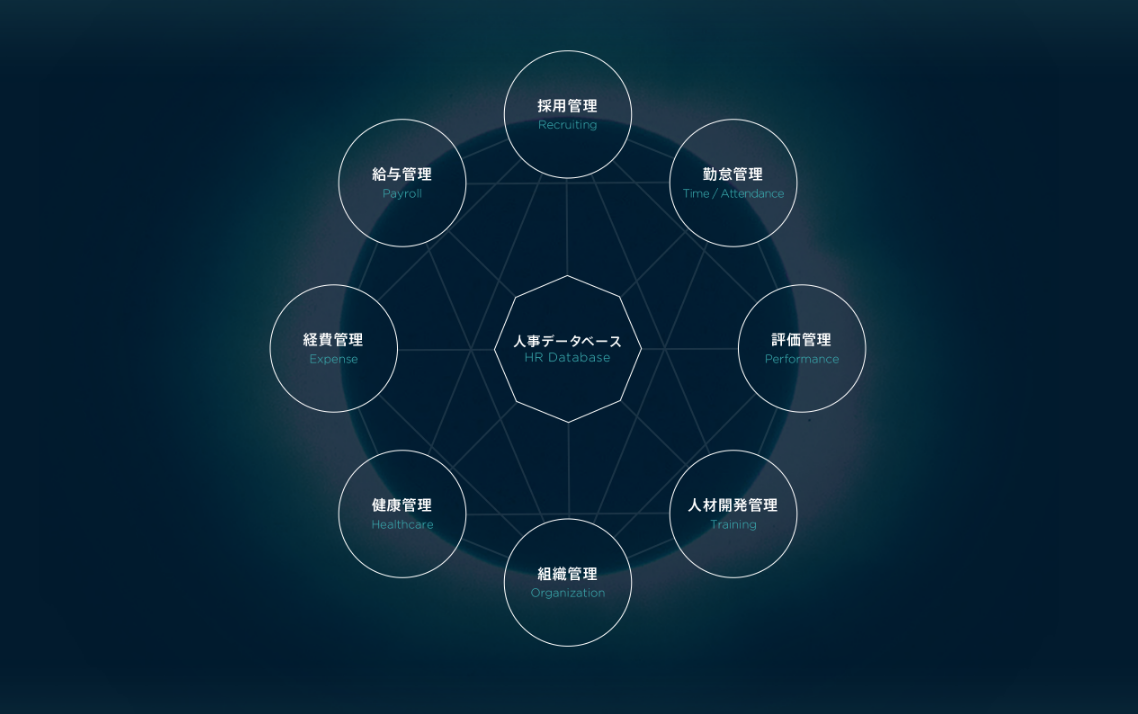 採用管理
Recruiting
給与管理
Payroll
勤怠管理
Time / Attendance
経費管理
Expense
人事データベース
HR Database
評価管理
Performance
健康管理
Healthcare
人材開発管理
Training
組織管理
Organization